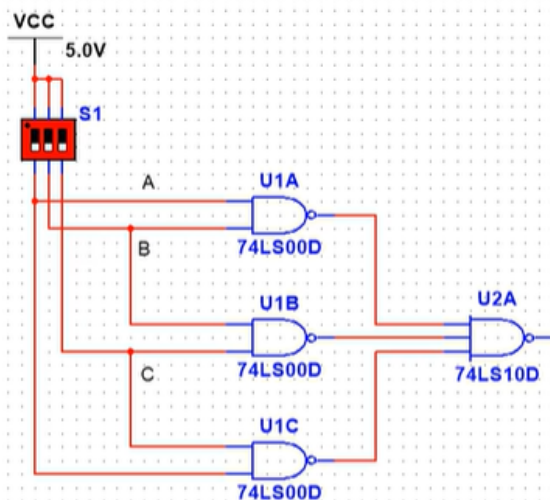 VCC
5.0V
S1
A
U1A
B
74LS00D
U1B
U2A
C
74LS00D
74LS10D
U1C
74LS00D